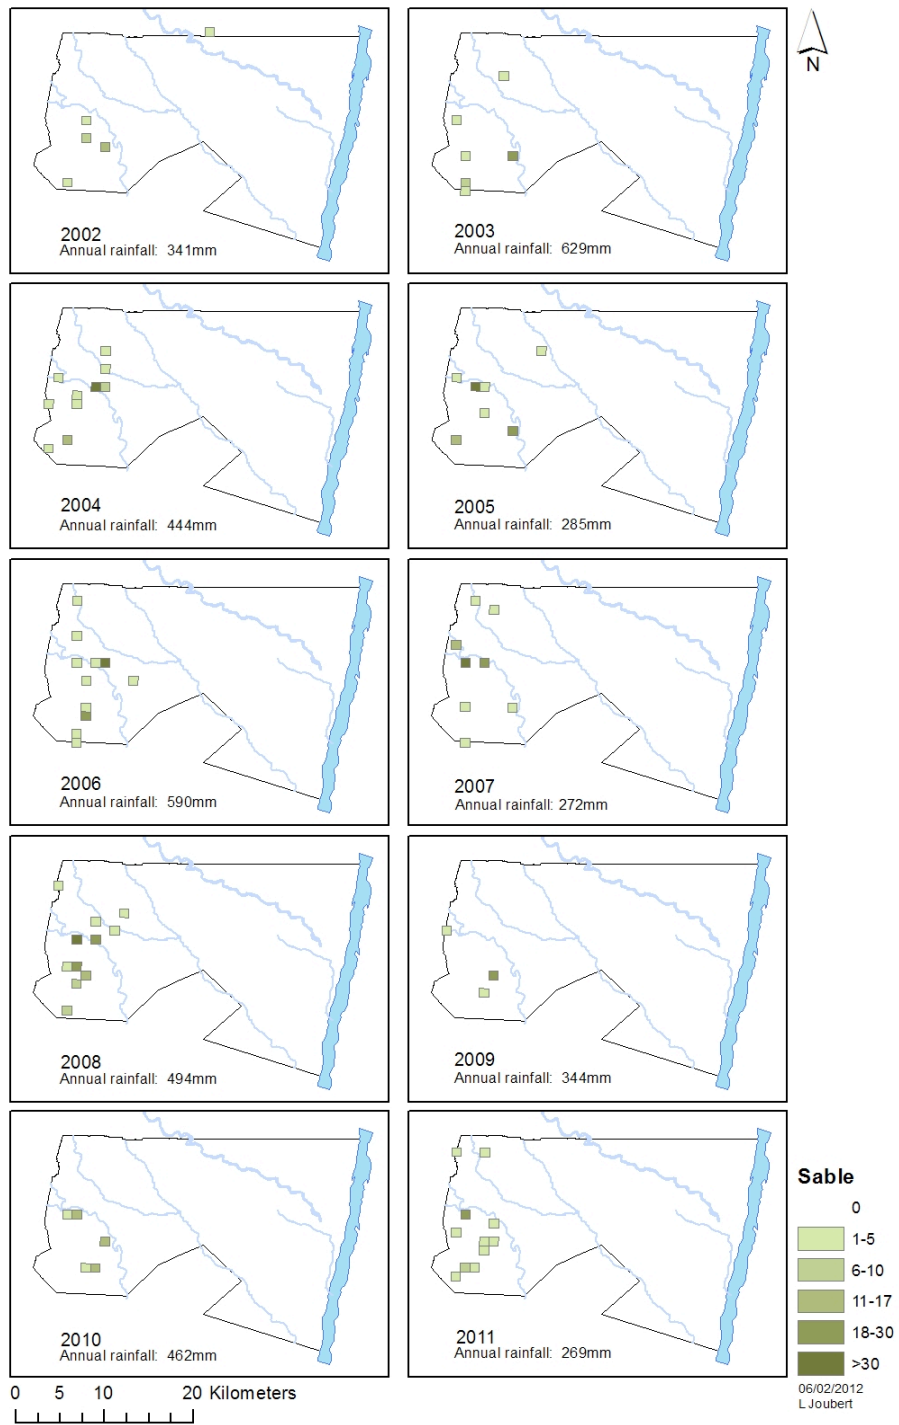 N
2002
Annual rainfall: 341mm
2003
Annual rainfall: 629mm
2004
Annual rainfall: 444mm
2005
Annual rainfall: 285mm
2006
Annual rainfall: 590mm
2007
Annual rainfall: 272mm
2008
Annual rainfall: 494mm
2009
Annual rainfall: 344mm
2010
Annual rainfall: 462mm
2011
Annual rainfall: 269mm
Sable
0
1-5
6-10
11-17
18-30
>30
06/02/2012
L Joubert
0 5 10 20 Kilometers